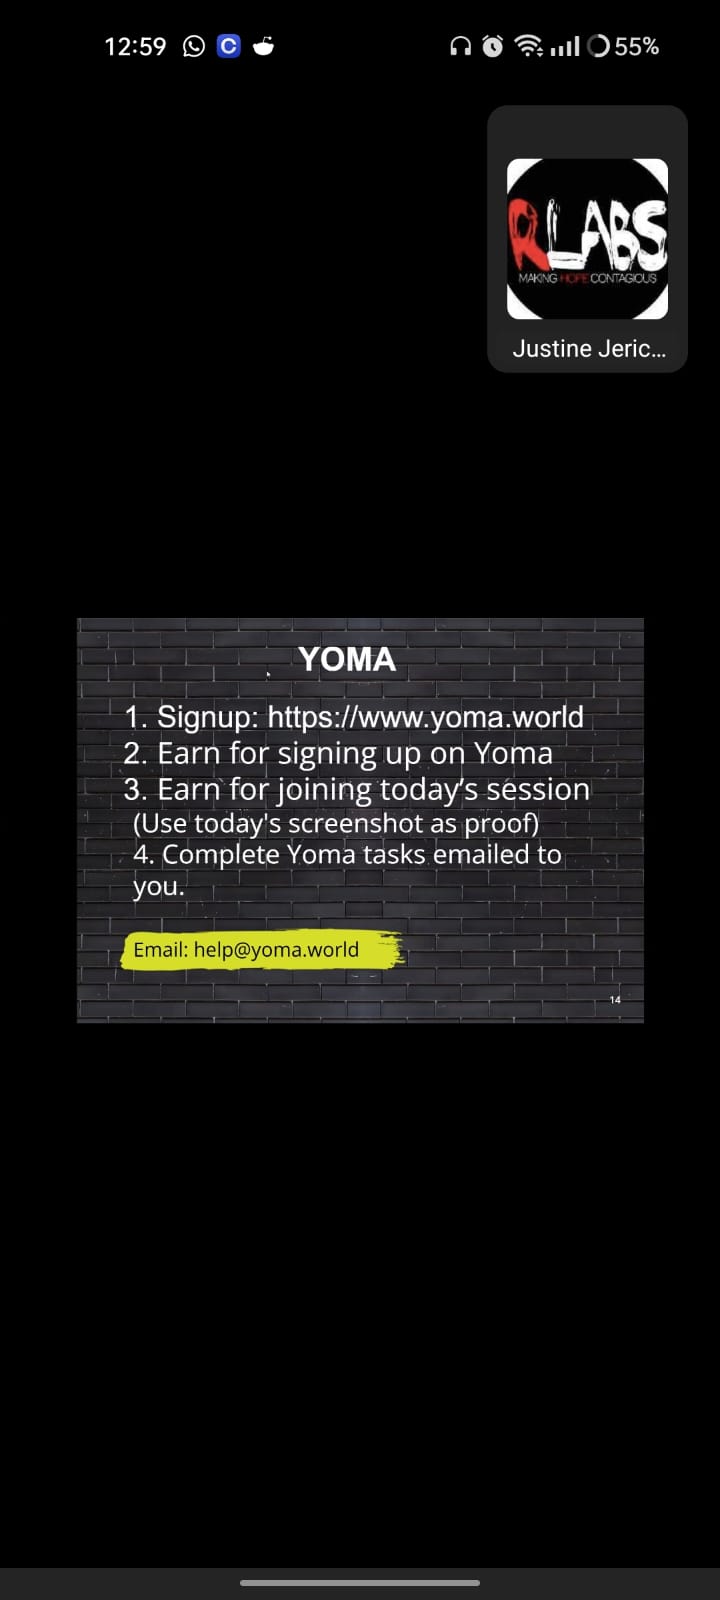 12:59
55%
RLABS
MAKING HOPE CONTAGIOUS
Justine Jeric...
YOMA
1. Signup: https://www.yoma.world
2. Earn for signing up on Yoma
3. Earn for joining today's session
(Use today's screenshot as proof)
4. Complete Yoma tasks emailed to
you.
Email: help@yoma.world
14